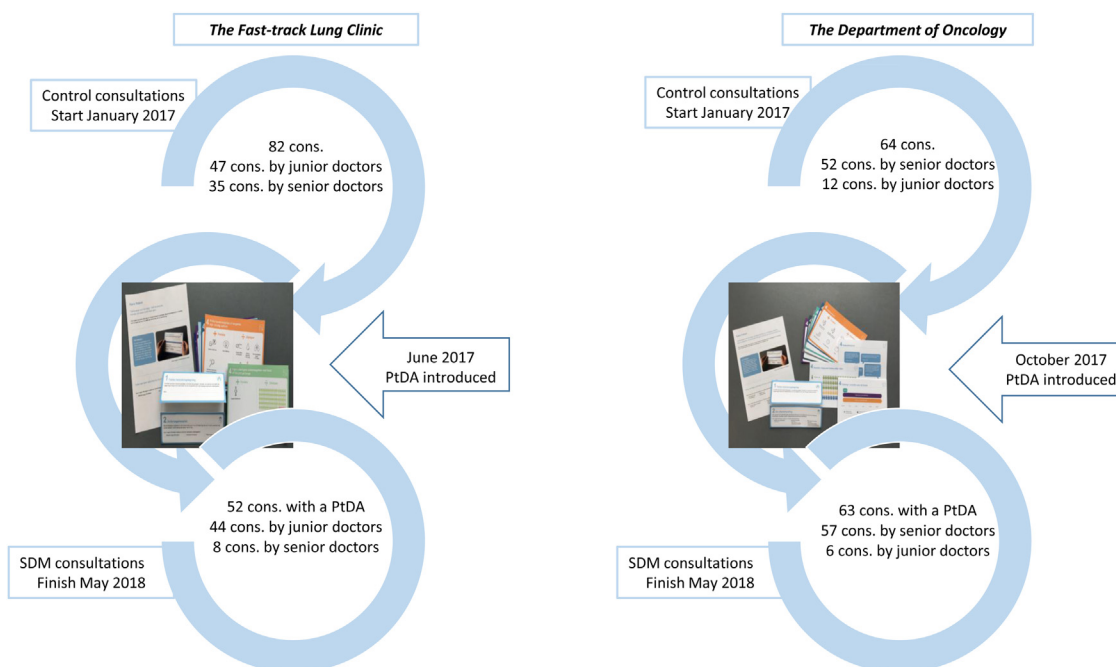 The Fast-track Lung Clinic
Control consultations
Start January 2017
82 cons.
47 cons. by junior doctors
35 cons. by senior doctors
June 2017
PtDA introduced
52 cons. with a PtDA
44 cons. by junior doctors
8 cons. by senior doctors
SDM consultations
Finish May 2018
The Department of Oncology
Control consultations
Start January 2017
64 cons.
52 cons. by senior doctors
12 cons. by junior doctors
October 2017
PtDA introduced
63 cons. with a PtDA
57 cons. by senior doctors
6 cons. by junior doctors
SDM consultations
Finish May 2018